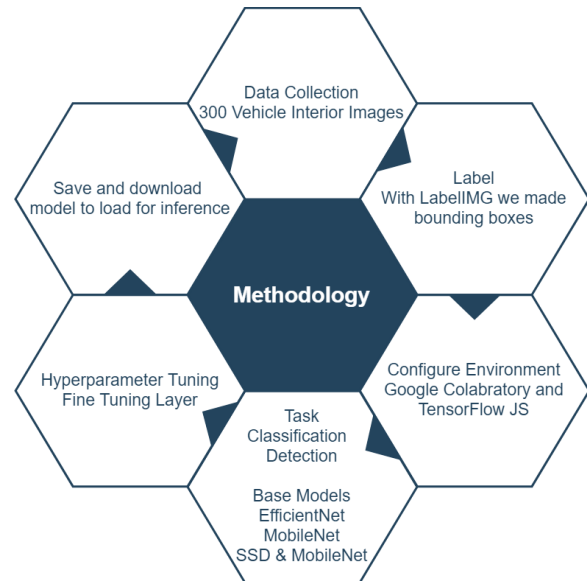 Data Collection
300 Vehicle Interior Images
Label
With LabelIMG we made
bounding boxes
Configure Environment
Google Colabratory and
TensorFlow JS
Task
Classification
Detection
Base Models
EfficientNet
MobileNet
SSD & MobileNet
Hyperparameter Tuning
Fine Tuning Layer
Save and download
model to load for inference
Methodology